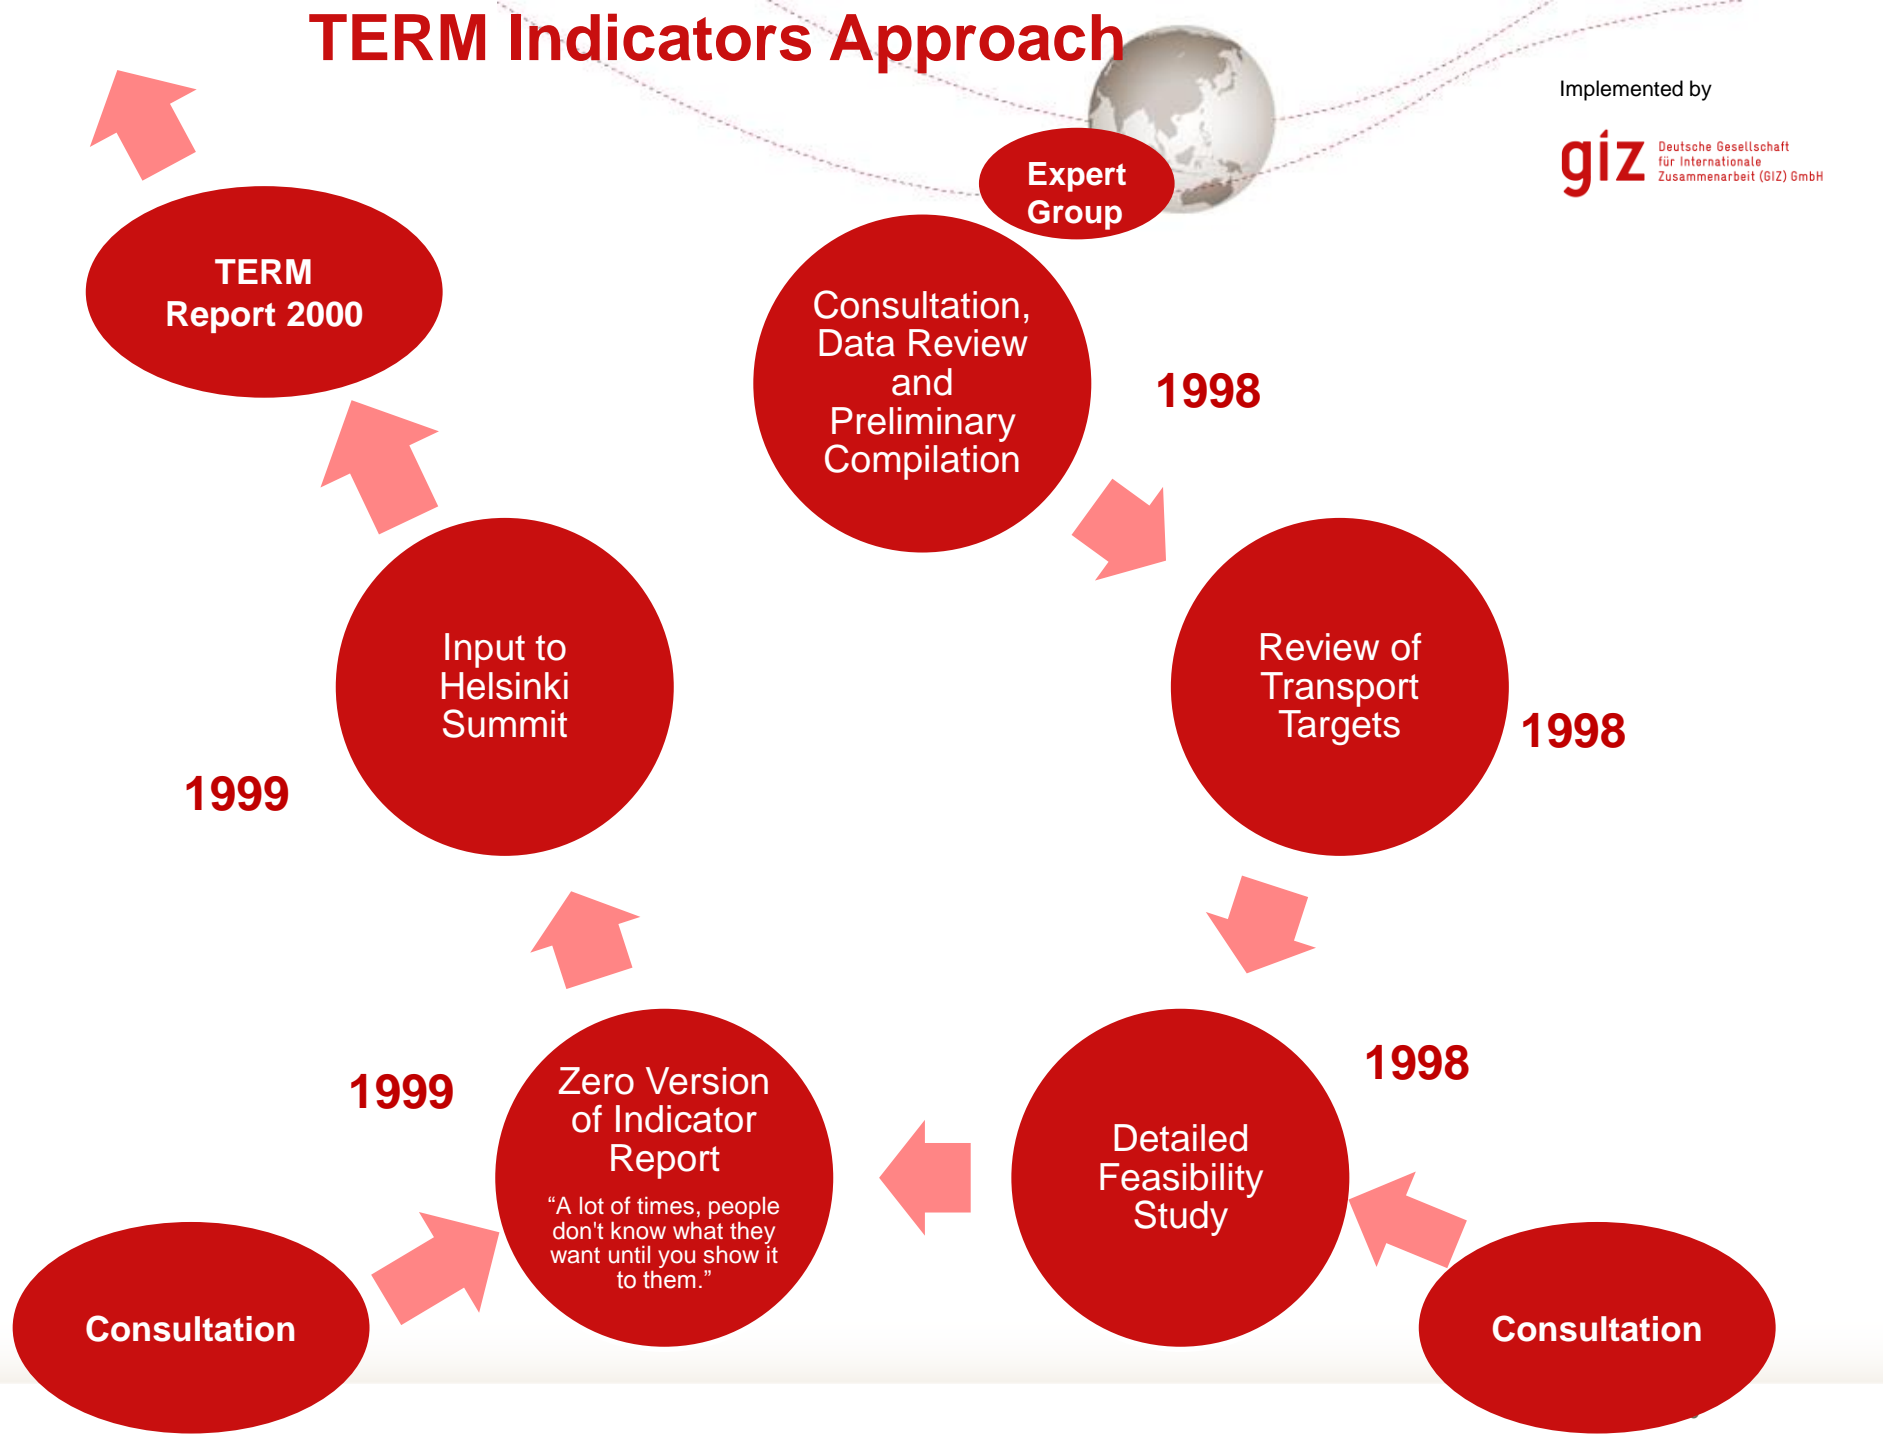 TERM Indicators Approach
Implemented by
giz
Deutsche Gesellschaft
für Internationale
Zusammenarbeit (GIZ) GmbH
Expert
Group
Consultation,
Data Review
and
Preliminary
Compilation
1998
Review of
Transport
Targets
1998
Detailed
Feasibility
Study
1998
Consultation
Zero Version
of Indicator
Report
“A lot of times, people
don't know what they
want until you show it
to them.”
1999
Consultation
Input to
Helsinki
Summit
1999
TERM
Report 2000